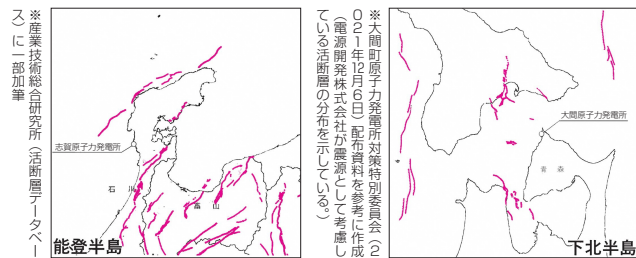 ※大間町原子力発電所対策特別委員会(2
021年12月6日)配布資料を参考に作成
(電源開発株式会社が震源として考慮し
ている活断層の分布を示している。)
大間原子力発電所
青森
下北半島
志賀原子力発電所
石川
富山
能登半島
※産業技術総合研究所(活断層データベー
ス)に一部加筆